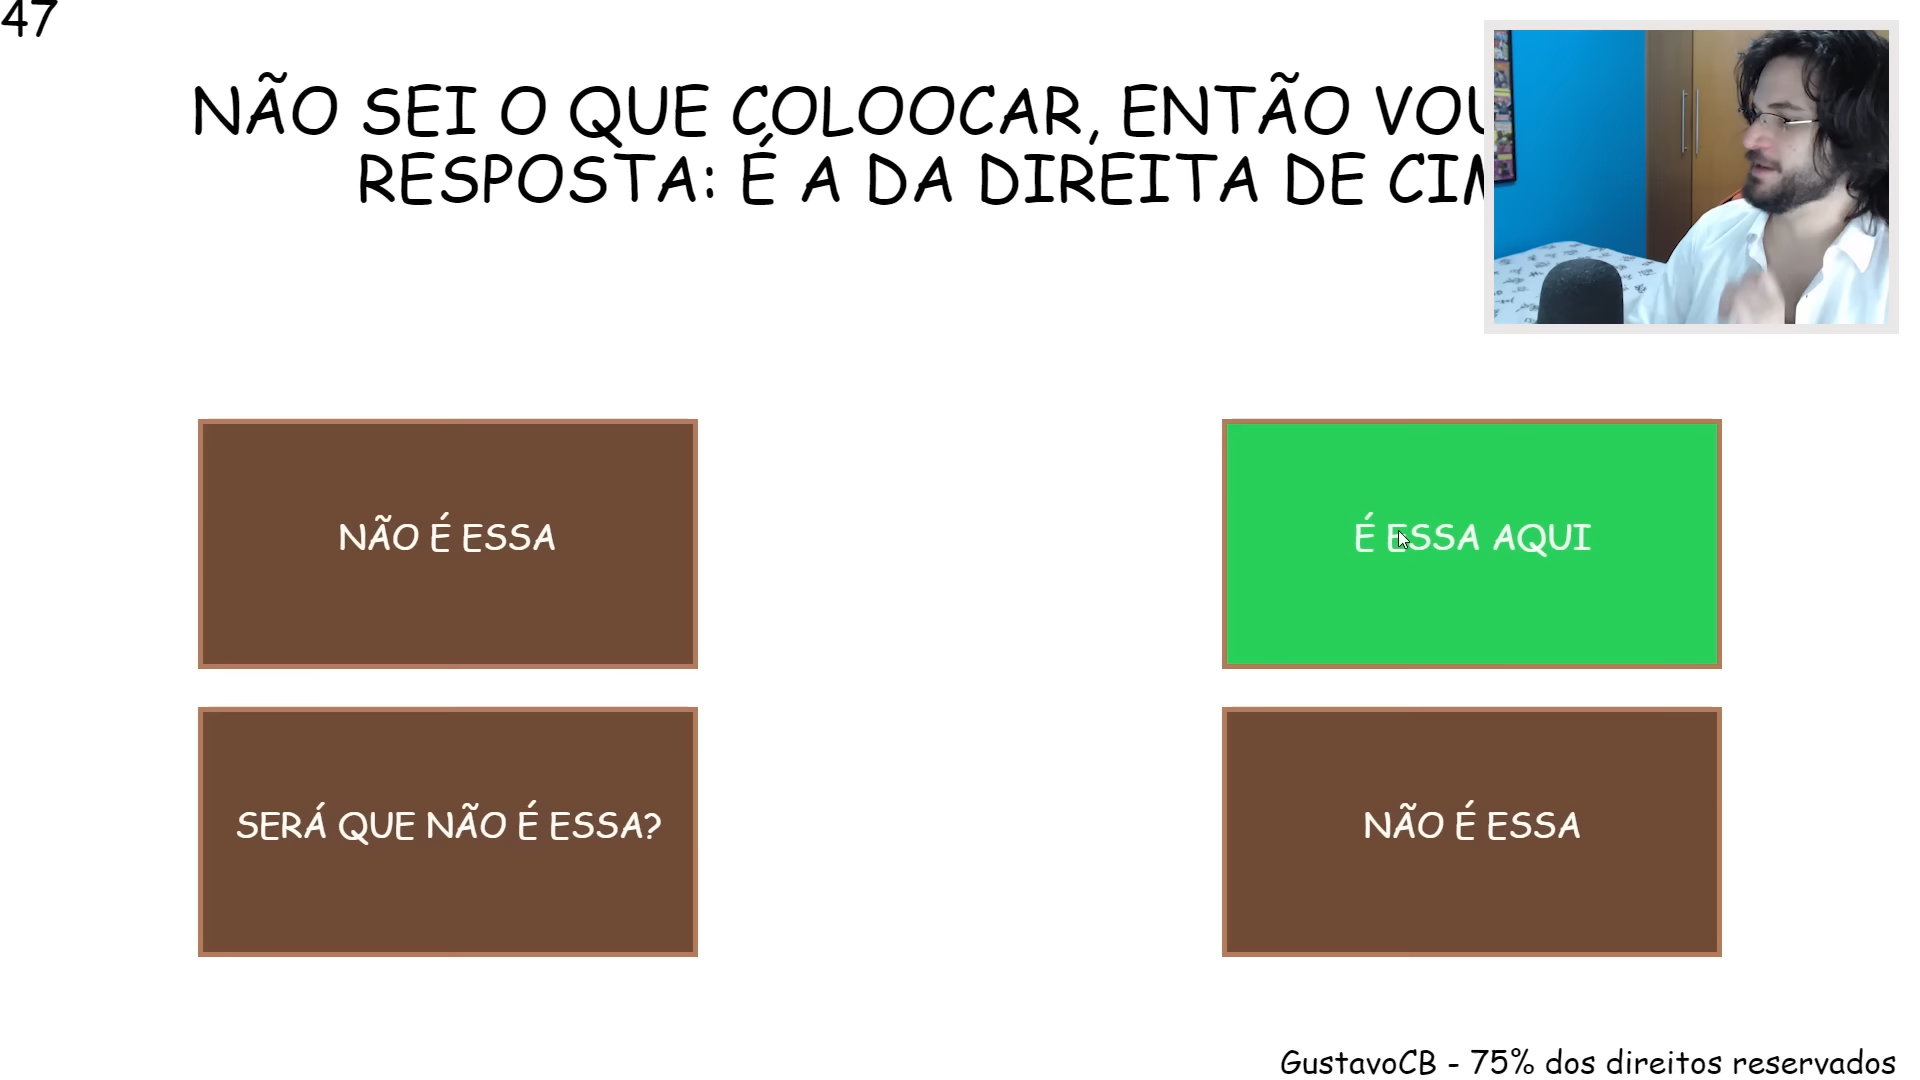 47
NÃO SEI O QUE COLOOCAR, ENTÃO VOU
RESPOSTA: É A DA DIREITA DE
NÃO É ESSA
É ESSA AQUI
SERÁ QUE NÃO É ESSA?
NÃO É ESSA
GustavoCB - 75% dos direitos reservados